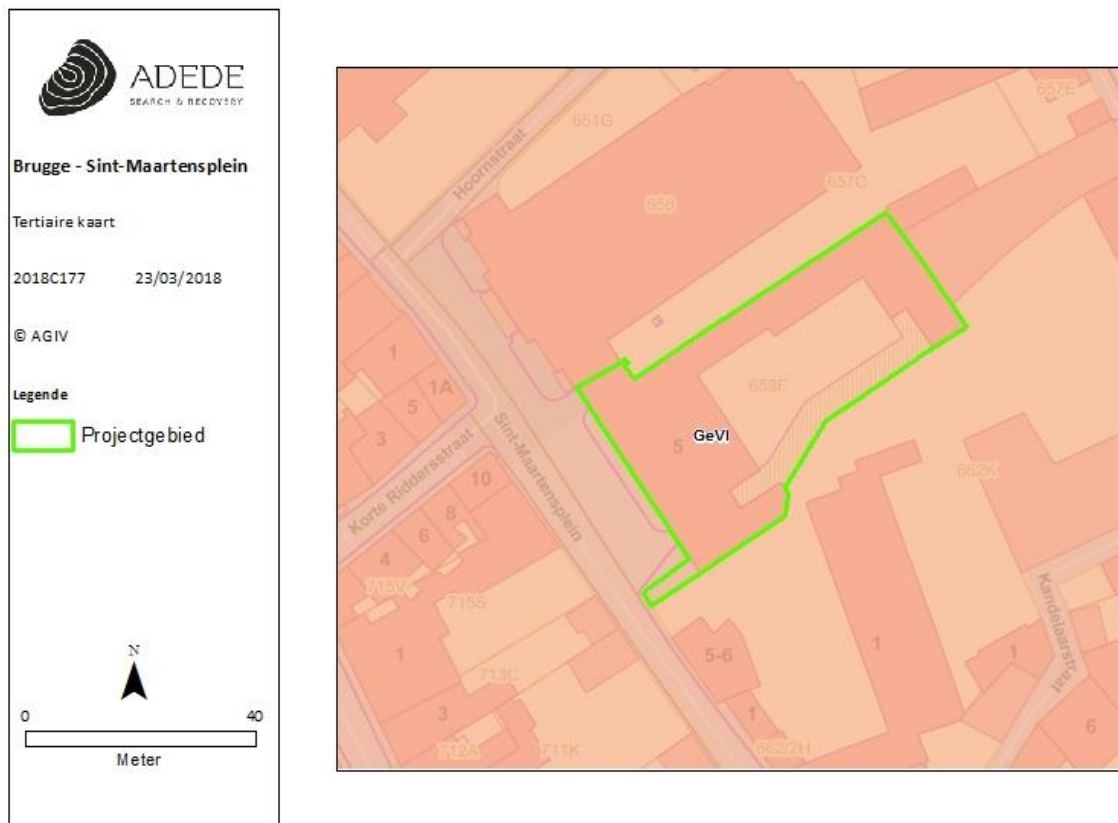 ADEDE
SEARCH & RECOVERY
Brugge - Sint-Maartensplein
Tertiaire kaart
2018C177 23/03/2018
© AGIV
Legende
Projectgebied
N
0 40
Meter
657E
651G
Hoornstraat
657C
658
1
1A
5
3
659F
Sint-Maartensplein
GeVl
5
Korte Riddersstraat
10
8
6
4
662K
715V
715S
Kandelaarstraat
1
5-6
1
1
1
713C
3
1
6
712A
711K
662/2H